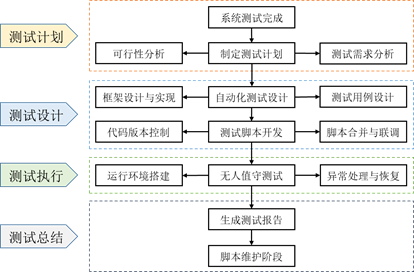 系统测试完成
测试计划
可行性分析
制定测试计划
测试需求分析
框架设计与实现
自动化测试设计
测试用例设计
测试设计
代码版本控制
测试脚本开发
脚本合并与联调
测试执行
运行环境搭建
无人值守测试
异常处理与恢复
生成测试报告
测试总结
脚本维护阶段